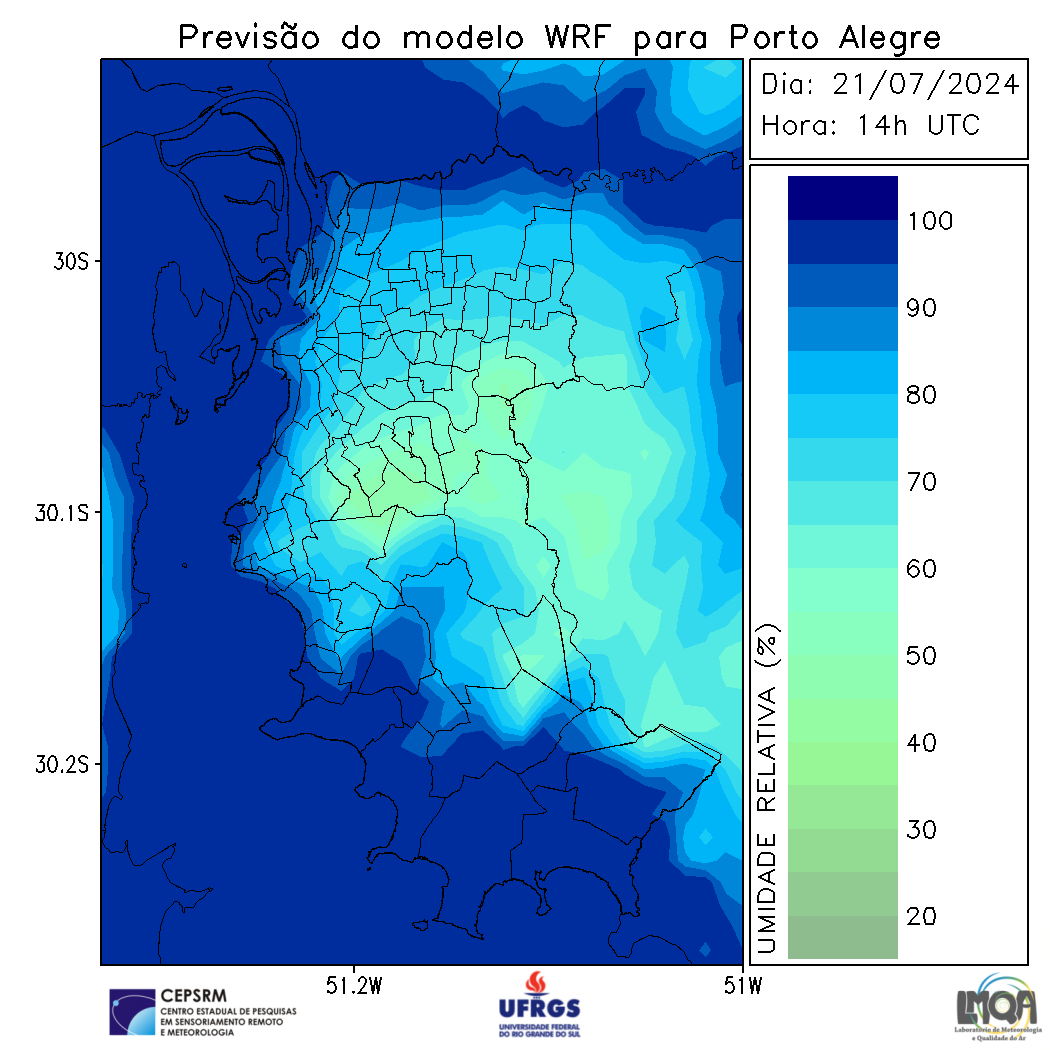 Previsão do modelo WRF para Porto Alegre
Dia: 21/07/2024
Hora: 14h UTC
30S
30.1S
30.2S
51.2W
51W
100
90
80
70
60
50
40
30
20
UMIDADE RELATIVA (%)
CEPSRM
CENTRO ESTADUAL DE PESQUISAS
EM SENSORIAMENTO REMOTO
E METEOROLOGIA
UFRGS
UNIVERSIDADE FEDERAL
DO RIO GRANDE DO SUL
LMQA
Laboratório de Meteorologia
e Qualidade do Ar